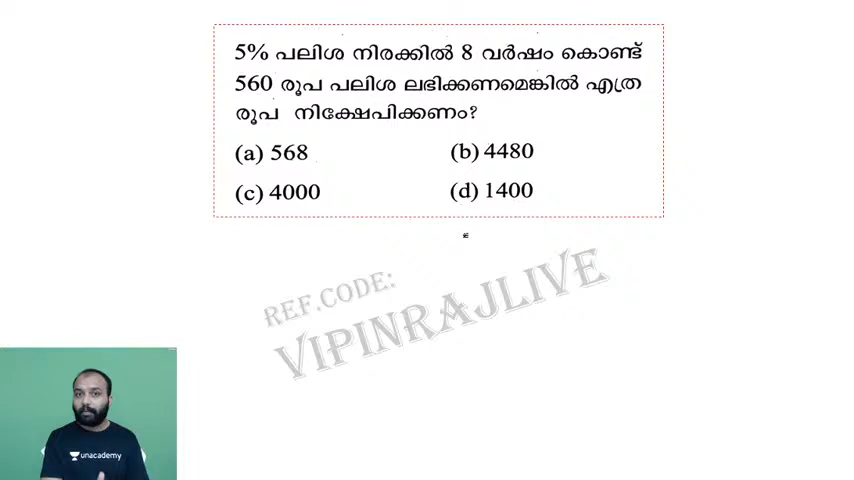 5% പലിശ നിരക്കിൽ 8 വർഷം കൊണ്ട്
560 രൂപ പലിശ ലഭിക്കണമെങ്കിൽ എത്ര
രൂപ നിക്ഷേപിക്കണം?
(a) 568 (b) 4480
(c) 4000 (d) 1400
REF.CODE:
VIPINRAJLIVE
unacademy